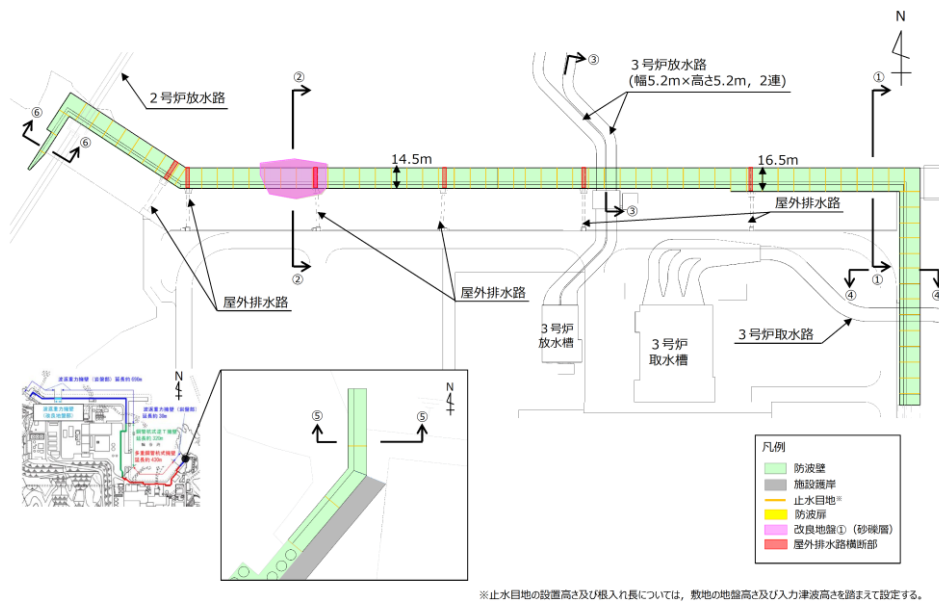 N
2号炉放水路
②
③
3号炉放水路
(幅5.2m×高さ5.2m，2連)
①
⑥
⑥
14.5m
16.5m
③
屋外排水路
②
①
④
④
屋外排水路
屋外排水路
3号炉
放水槽
3号炉
取水槽
3号炉取水路
N
N
⑤
⑤
凡例
防波壁
施設護岸
止水目地※
防波扉
改良地盤①（砂礫層）
屋外排水路横断部
※止水目地の設置高さ及び根入れ長については，敷地の地盤高さ及び入力津波高さを踏まえて設定する。